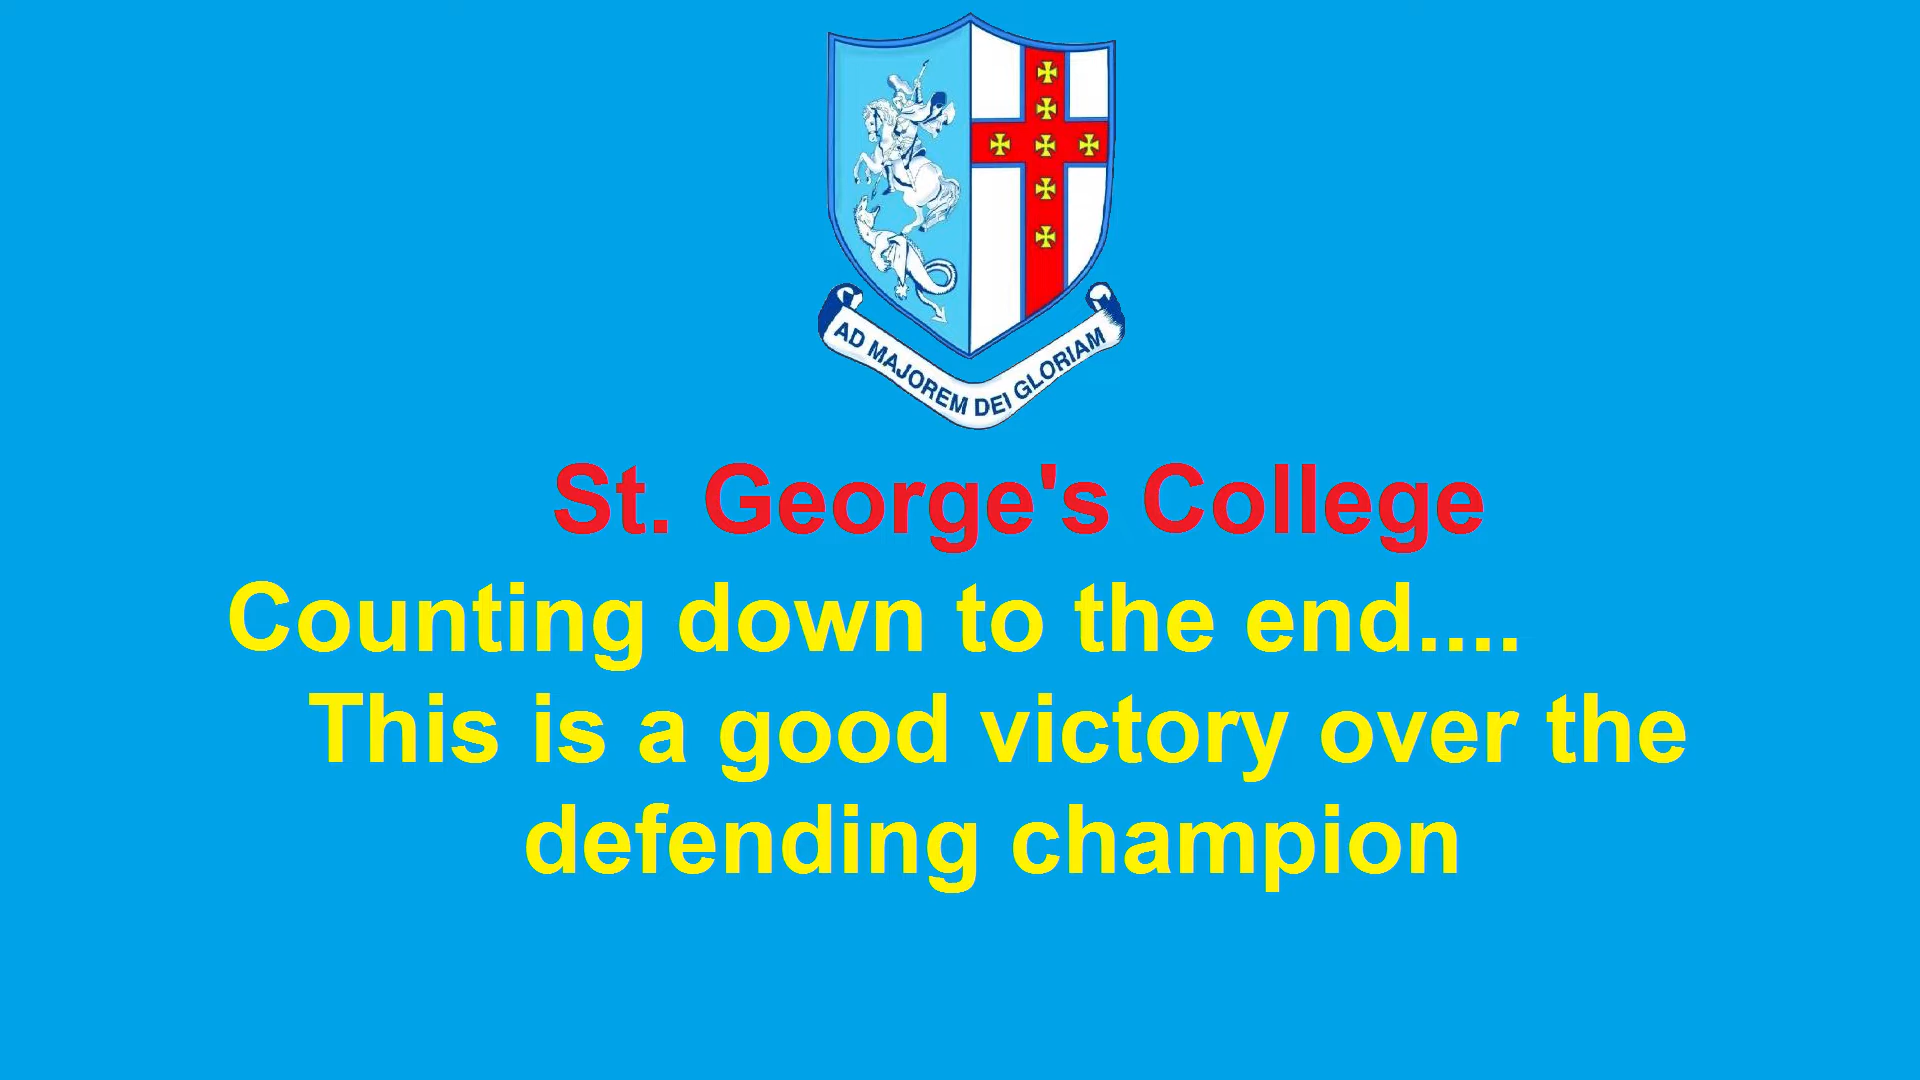 AD MAJOREM DEI GLORIAM
St. George's College
Counting down to the end....
This is a good victory over the
defending champion